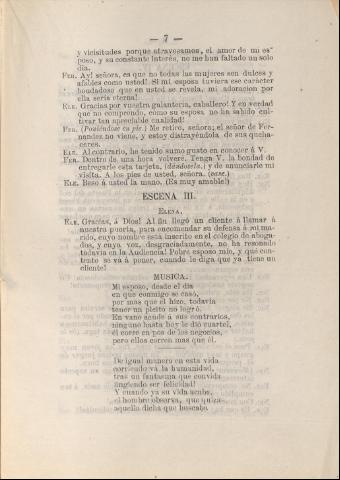 — 7 —
y vicisitudes porque atravesamos, el amor de mi es-
poso, y su constante interés, no me han faltado un solo
dia.
FER. Ay! señora, es que no todas las mujeres son dulces y
afables como usted! Si mi esposa tuviera ese carácter
bondadoso que en usted se revela, mi adoracion por
ella sería eterna!
ELE. Gracias por vuestra galantería, caballero! Y en verdad
que no comprendo, como su esposa no ha sabido cul-
tivar tan apreciable cualidad!
FER. (Poniéndose en pie.) Me retiro, señora; el señor de Fer-
nandez no viene, y estoy distrayéndola de sus queha-
ceres.
ELE. Al contrario, he tenido sumo gusto en conocer á V.
FER. Dentro de una hora volveré. Tenga V. la bondad de
entregarle esta tarjeta, (dándosela.) y de anunciarle mi
visita. A los pies de usted, señora. (vase.)
ELE. Beso á usted la mano. (Es muy amable!)
ESCENA III.
ELENA.
ELE. Gracias, á Dios! Al fin llegó un cliente á llamar á
nuestra puerta, para encomendar su defensa á mi ma-
rido, cuyo nombre está inscrito en el colegio de aboga-
dos, y cuya voz, desgraciadamente, no ha resonado
todavia en la Audiencia! Pobre esposo mio, y qué con-
tento se vá á poner, cuando le diga que ya tiene un
cliente!
MUSICA.
Mi esposo, desde el dia
en que conmigo se casó,
por mas que él hizo, todavía
tener un pleito no logró.
En vano acude á sus contrarios,
ninguno hasta hoy le dió cuartel,
él corre en pos de los negocios,
pero ellos corren mas que él.
De igual manera en esta vida
corriendo vá la humanidad,
tras un fantasma que convida
fingiendo ser felicidad!
Y cuando ya su vida acaba,
el hombre observa, que quizá
aquella dicha que buscaba